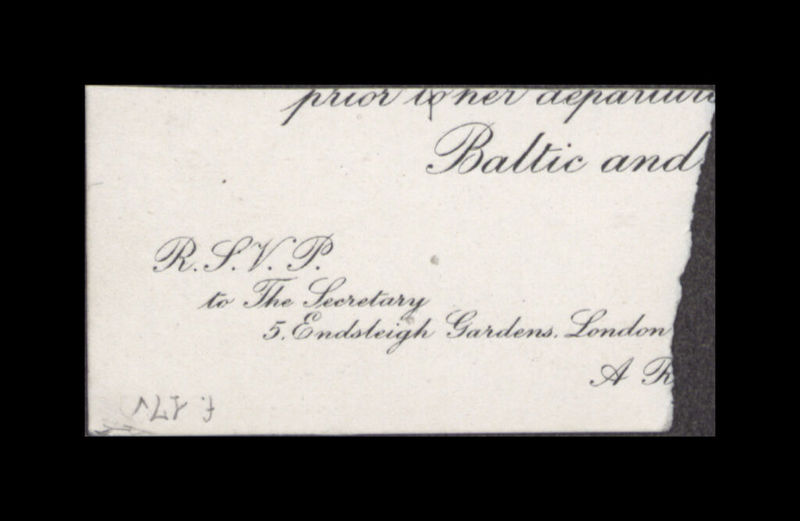 prior to her departure
Baltic and
R.S.V.P.
to The Secretary
5, Endsleigh Gardens, London
A R